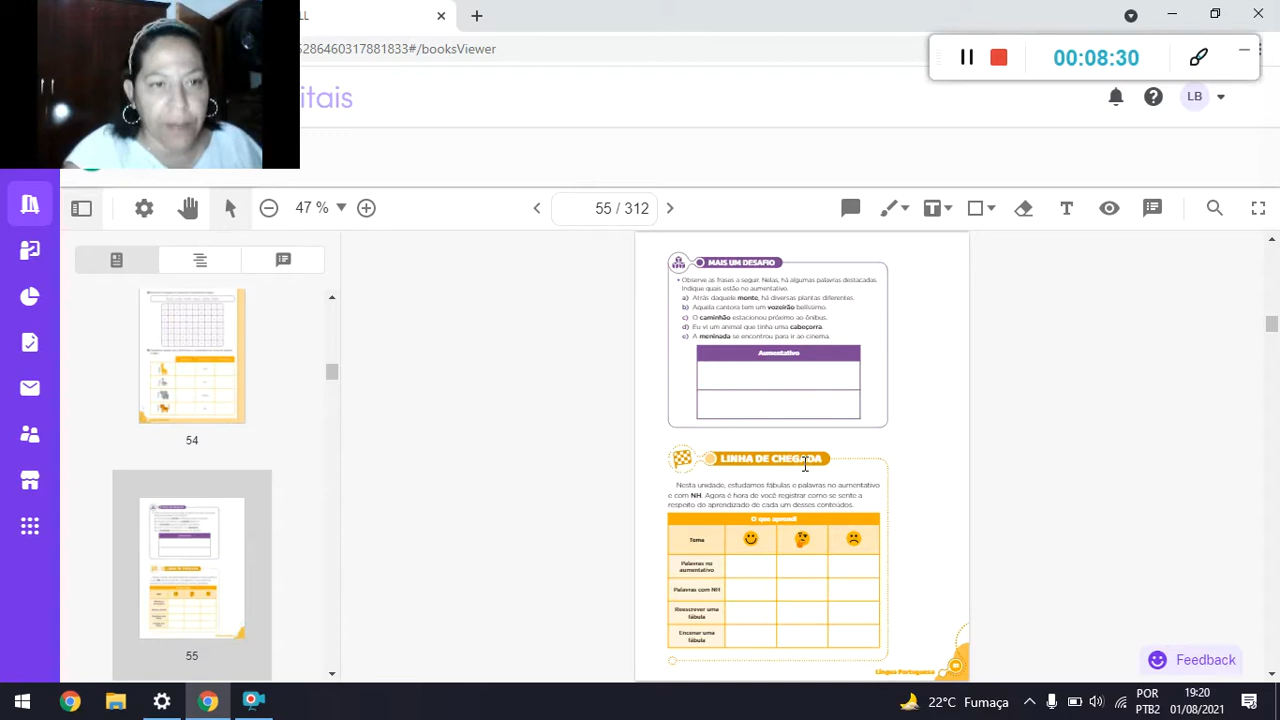 LL
5286460317881833#/booksViewer
00:08:30
itais
LB
47 %
55 / 312
54
55
MAIS UM DESAFIO
• Observe as frases a seguir. Nelas, há algumas palavras destacadas.
Indique quais estão no aumentativo.
a) Atrás daquele monte, há diversas plantas diferentes.
b) Aquela cantora tem um vozeirão belíssimo.
c) O caminhão estacionou próximo ao ônibus.
d) Eu vi um animal que tinha uma cabeçorra.
e) A meninada se encontrou para ir ao cinema.
Aumentativo
LINHA DE CHEGADA
Nesta unidade, estudamos fábulas e palavras no aumentativo
e com NH. Agora é hora de você registrar como se sente a
respeito do aprendizado de cada um desses conteúdos.
O que aprendi
Tema
Palavras no
aumentativo
Palavras com NH
Reescrever uma
fábula
Encenar uma
fábula
Língua Portuguesa
55
Feedback
22°C Fumaça
POR
PTB2
19:20
01/08/2021